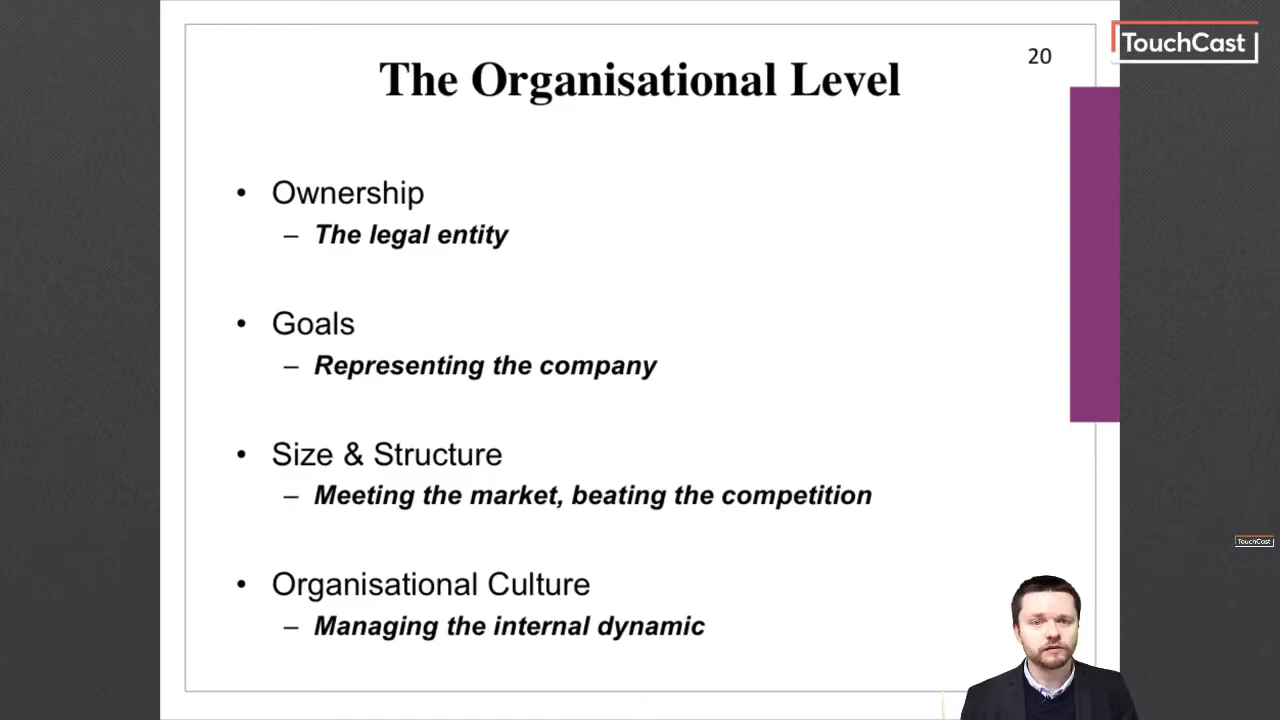 20
TouchCast
The Organisational Level
• Ownership
– The legal entity
• Goals
– Representing the company
• Size & Structure
– Meeting the market, beating the competition
TouchCast
• Organisational Culture
– Managing the internal dynamic